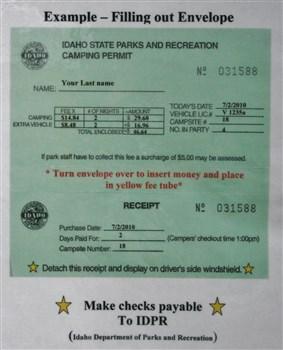 Example – Filling out Envelope
IDAHO STATE PARKS AND RECREATION
CAMPING PERMIT
IDAHO
Nº 031588
NAME: Your Last name
TODAY'S DATE 7/2/2010
VEHICLE LIC.# V 1235a
CAMPSITE # 18
NO. IN PARTY 4
FEE X # OF NIGHTS =AMOUNT
CAMPING $14.84 2 $ 29.68
EXTRA VEHICLE $8.48 2 $ 16.96
TOTAL ENCLOSED $ 46.64
If park staff have to collect this fee a surcharge of $5.00 may be assessed.
* Turn envelope over to insert money and place
in yellow fee tube*
IDAHO
RECEIPT
Nº 031588
Purchase Date: 7/2/2010
Days Paid For: 2 (Campers' checkout time 1:00pm)
Campsite Number: 18
Detach this receipt and display on driver's side windshield.
Make checks payable
To IDPR
(Idaho Department of Parks and Recreation)